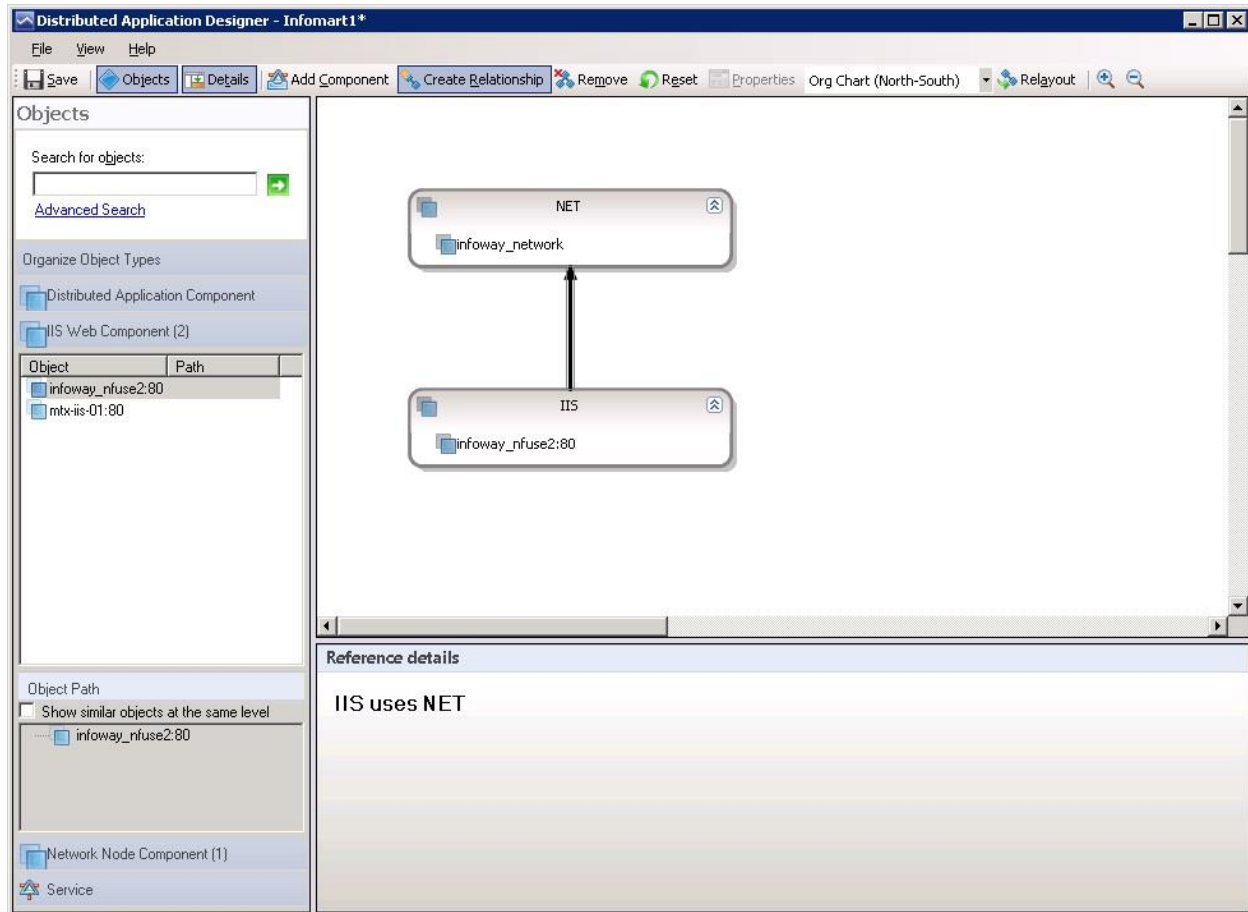 Distributed Application Designer - Infomart1*
File View Help
Save Objects Details Add Component Create Relationship Remove Reset Properties Org Chart (North-South) Relayout
Objects
Search for objects:
Advanced Search
Organize Object Types
Distributed Application Component
IIS Web Component (2)
Object Path
infoway_nfuse2:80
mtx-iis-01:80
Object Path
Show similar objects at the same level
infoway_nfuse2:80
Network Node Component (1)
Service
NET
infoway_network
IIS
infoway_nfuse2:80
Reference details
IIS uses NET